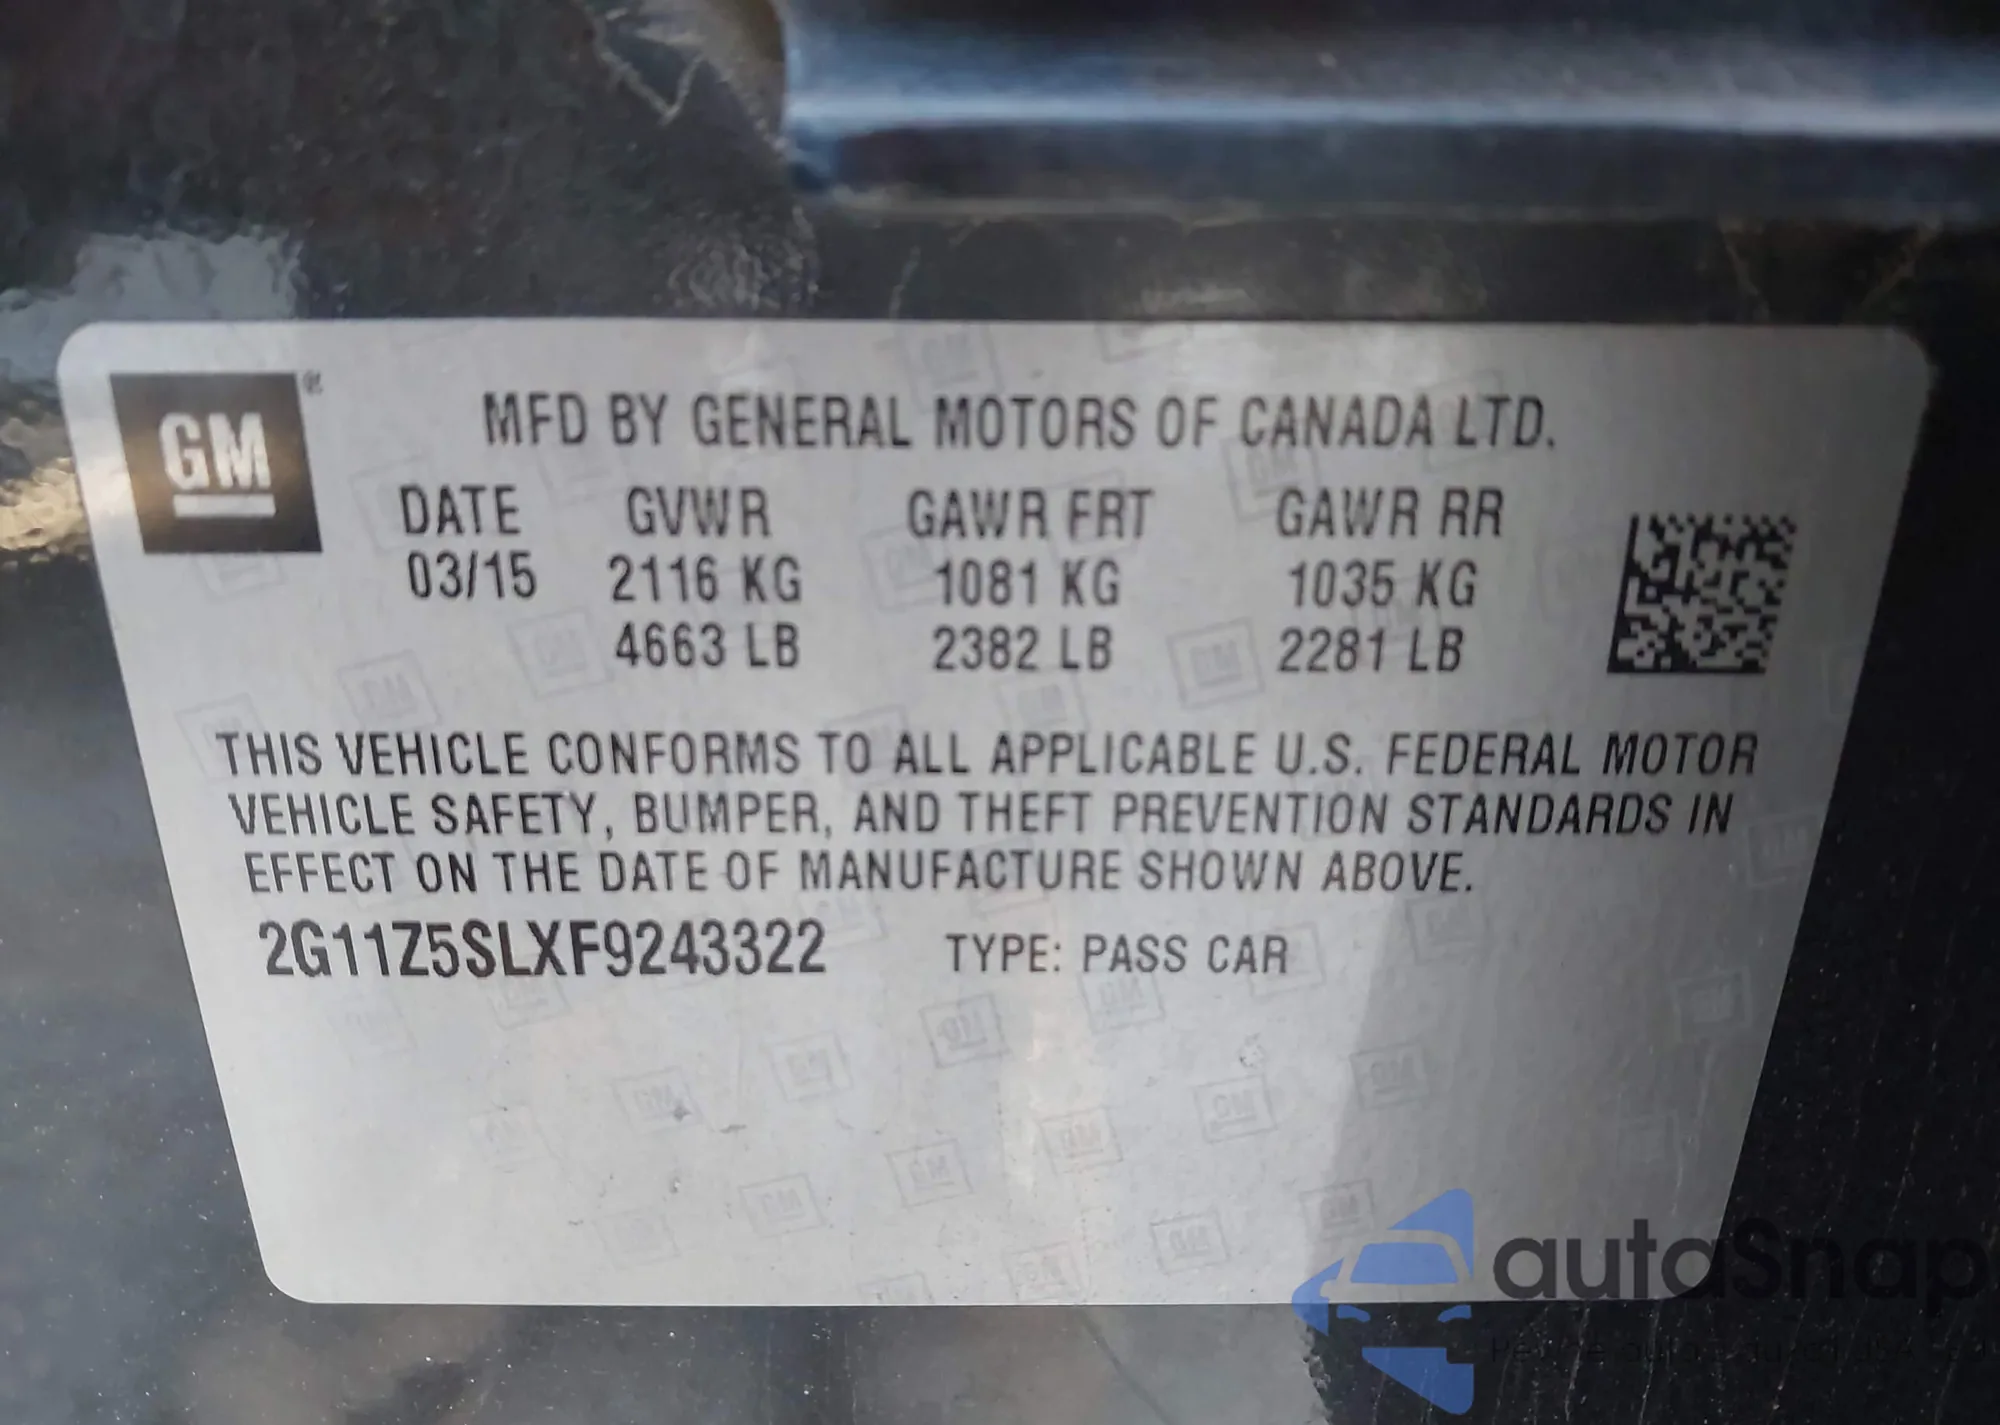 GM ®
MFD BY GENERAL MOTORS OF CANADA LTD.
DATE GVWR GAWR FRT GAWR RR
03/15 2116 KG 1081 KG 1035 KG
4663 LB 2382 LB 2281 LB
THIS VEHICLE CONFORMS TO ALL APPLICABLE U.S. FEDERAL MOTOR
VEHICLE SAFETY, BUMPER, AND THEFT PREVENTION STANDARDS IN
EFFECT ON THE DATE OF MANUFACTURE SHOWN ABOVE.
2G11Z5SLXF9243322 TYPE: PASS CAR
autaSnap